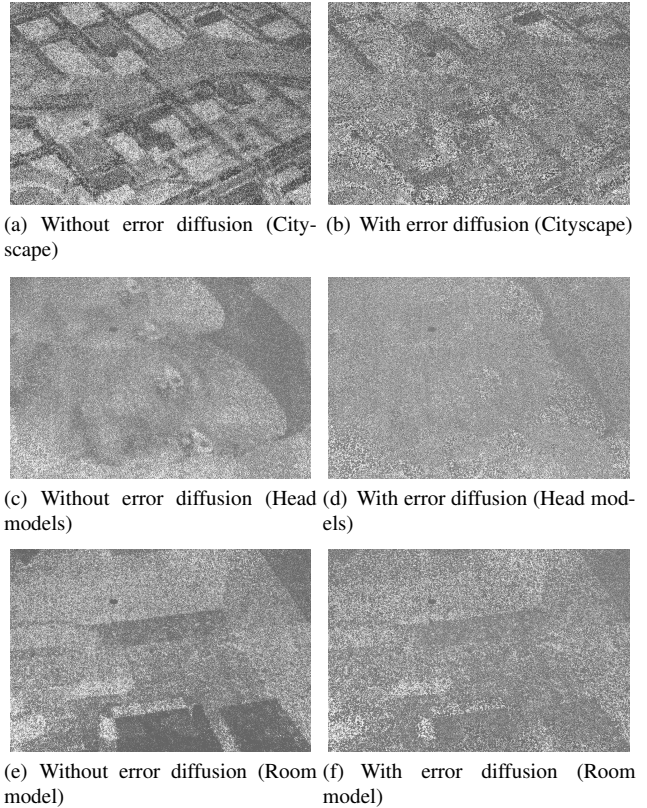 (a) Without error diffusion (City-
scape)
(b) With error diffusion (Cityscape)
(c) Without error diffusion (Head
models)
(d) With error diffusion (Head mod-
els)
(e) Without error diffusion (Room
model)
(f) With error diffusion (Room
model)